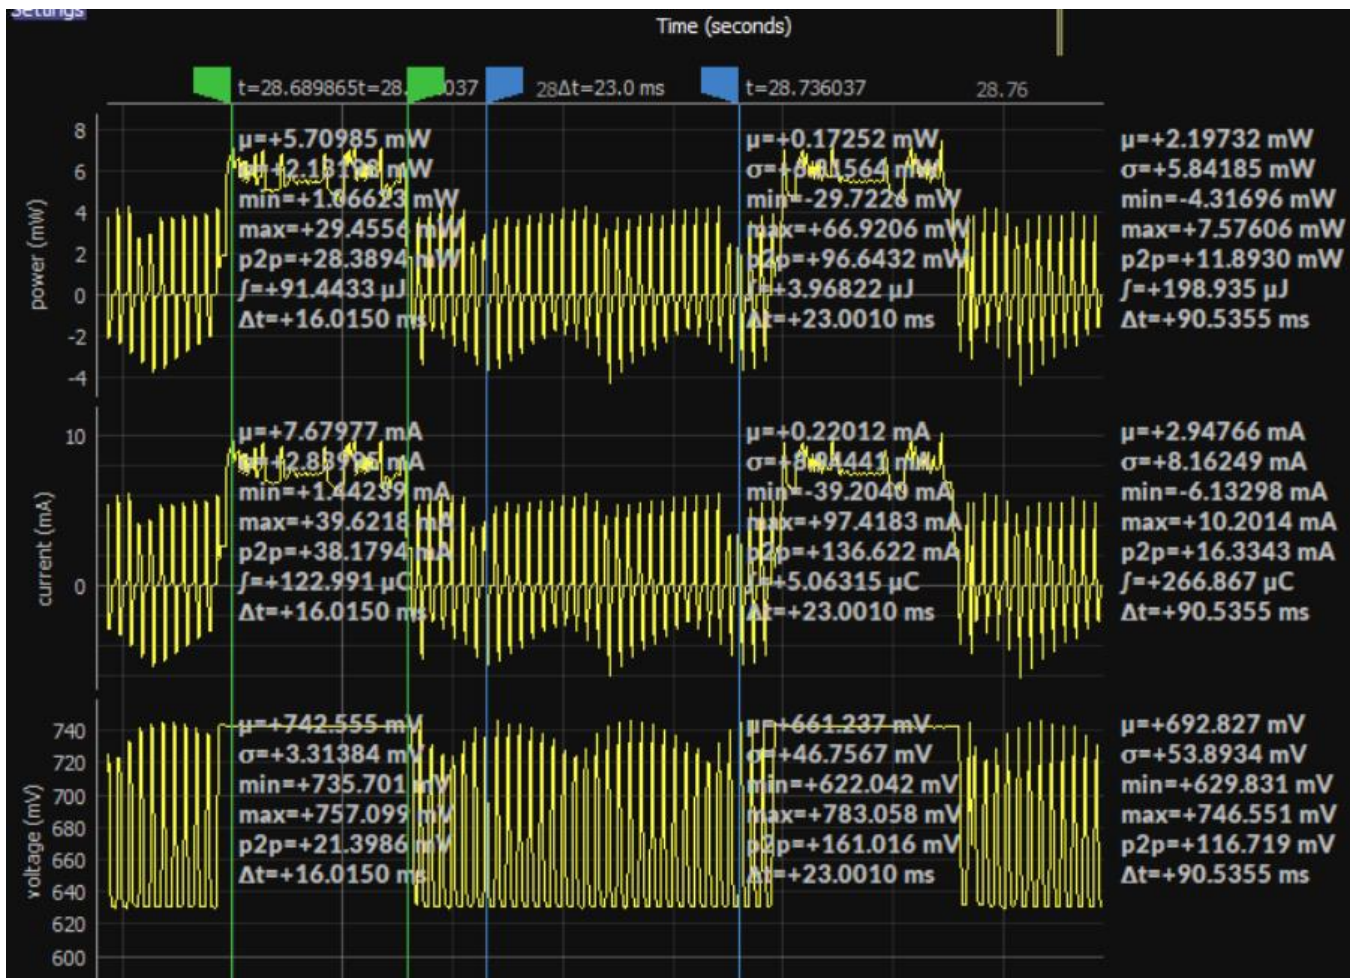 Settings
Time (seconds)
t=28.689865t=28. 037 28Δt=23.0 ms t=28.736037 28.76
power (mW)
8
6
4
2
0
-2
-4
μ=+5.70985 mW
min=+1.06623 mW
max=+29.4556 mW
p2p=+28.3894 mW
∫=+91.4433 μJ
Δt=+16.0150 ms
μ=+0.17252 mW
min=-29.7226 mW
max=+66.9206 mW
p2p=+96.6432 mW
∫=+3.96822 μJ
Δt=+23.0010 ms
μ=+2.19732 mW
σ=+5.84185 mW
min=-4.31696 mW
max=+7.57606 mW
p2p=+11.8930 mW
∫=+198.935 μJ
Δt=+90.5355 ms
current (mA)
10
0
μ=+7.67977 mA
min=+1.44239 mA
max=+39.6218 mA
p2p=+38.1794 mA
∫=+122.991 μC
Δt=+16.0150 ms
μ=+0.22012 mA
min=-39.2040 mA
max=+97.4183 mA
p2p=+136.622 mA
∫=+5.06315 μC
Δt=+23.0010 ms
μ=+2.94766 mA
σ=+8.16249 mA
min=-6.13298 mA
max=+10.2014 mA
p2p=+16.3343 mA
∫=+266.867 μC
Δt=+90.5355 ms
voltage (mV)
740
720
700
680
660
640
620
600
μ=+742.555 mV
σ=+3.31384 mV
min=+735.701 mV
max=+757.099 mV
p2p=+21.3986 mV
Δt=+16.0150 ms
μ=+661.237 mV
σ=+46.7567 mV
min=+622.042 mV
max=+783.058 mV
p2p=+161.016 mV
Δt=+23.0010 ms
μ=+692.827 mV
σ=+53.8934 mV
min=+629.831 mV
max=+746.551 mV
p2p=+116.719 mV
Δt=+90.5355 ms